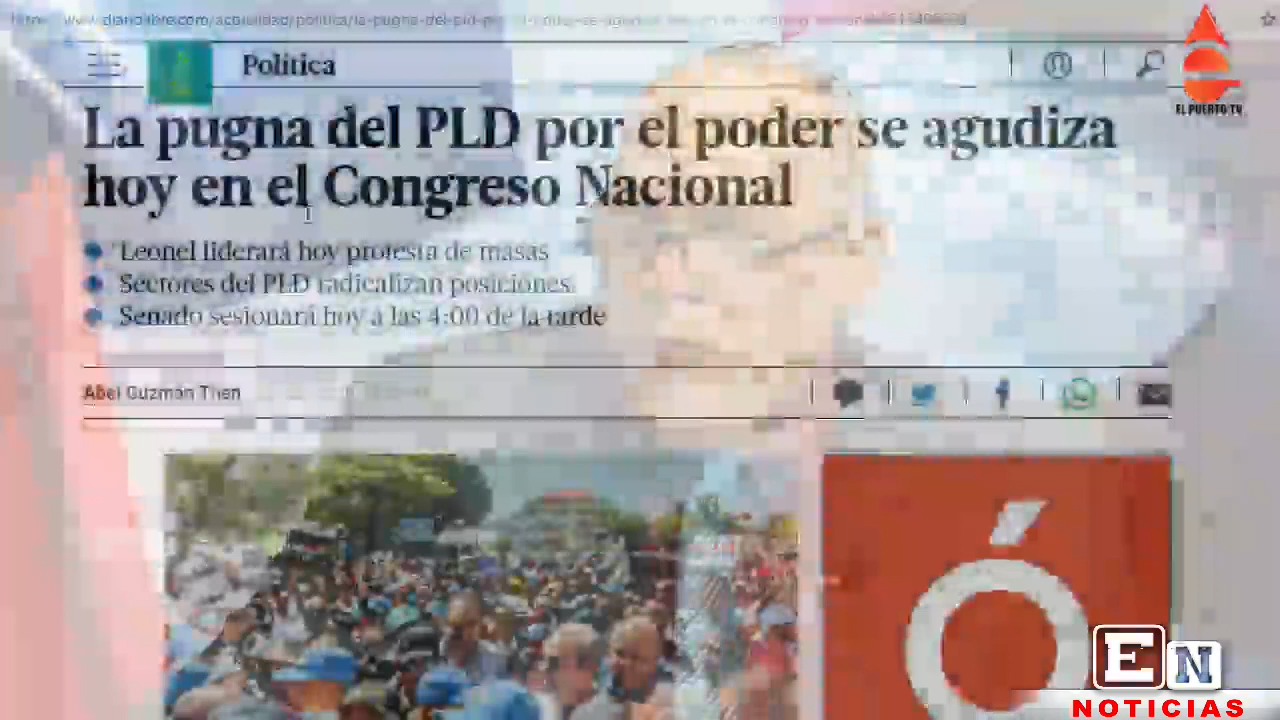 Política
EL PUERTO TV
La pugna del PLD por el poder se agudiza
hoy en el Congreso Nacional
Leonel liderará hoy protesta de masas
Sectores del PLD radicalizan posiciones
Senado sesionará hoy a las 4:00 de la tarde
Abel Guzmán Then
Ó
EN
NOTICIAS